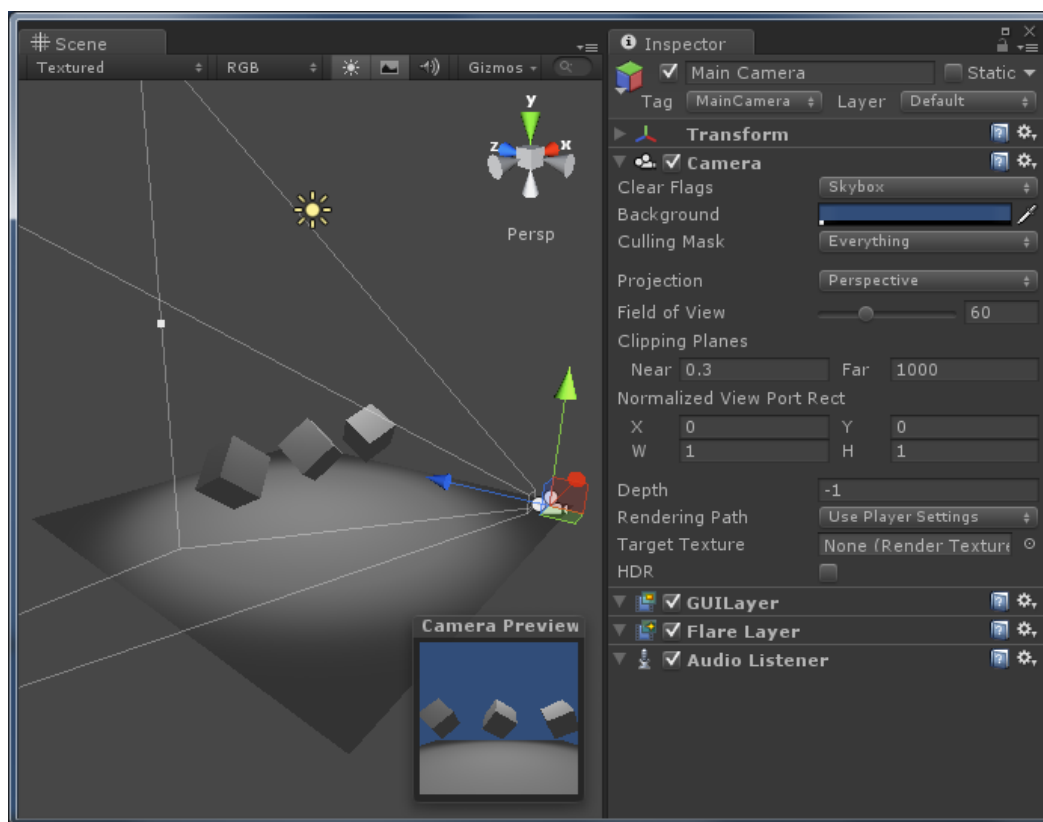 Scene
Textured RGB Gizmos
y
z x
Persp
Camera Preview
Inspector
Main Camera Static
Tag MainCamera Layer Default
Transform
Camera
Clear Flags Skybox
Background
Culling Mask Everything
Projection Perspective
Field of View 60
Clipping Planes
Near 0.3 Far 1000
Normalized View Port Rect
X 0 Y 0
W 1 H 1
Depth -1
Rendering Path Use Player Settings
Target Texture None (Render Texture
HDR
GUILayer
Flare Layer
Audio Listener